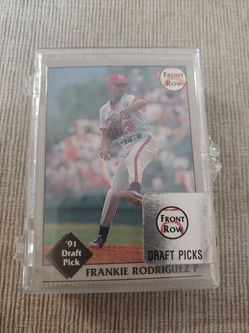 FRONT
ROW
'91
Draft
Pick
FRONT
ROW
DRAFT PICKS
FRANKIE RODRIGUEZ P